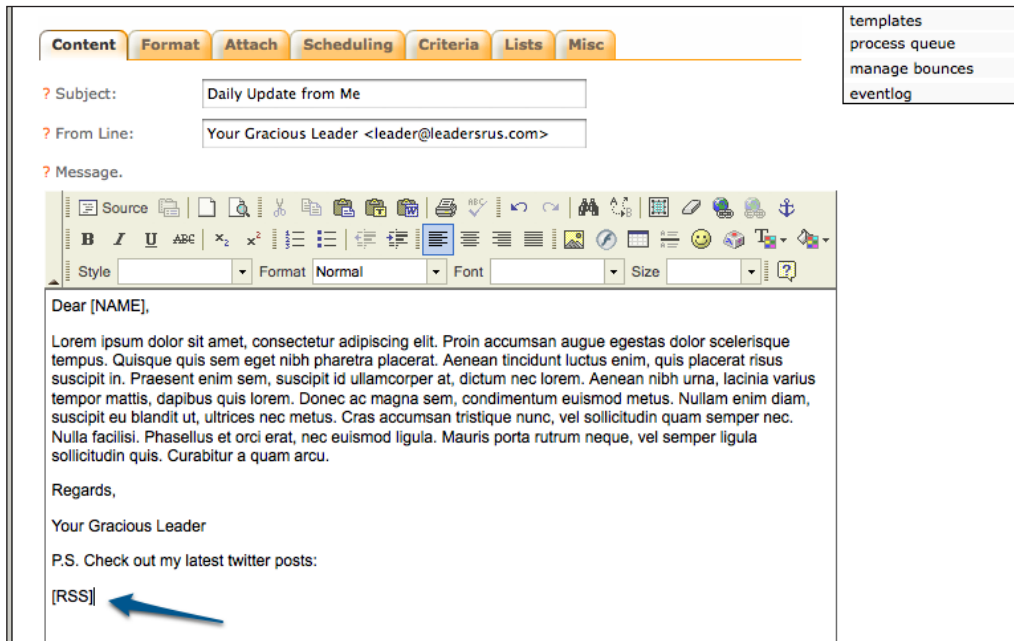 templates
process queue
manage bounces
eventlog
Content Format Attach Scheduling Criteria Lists Misc
? Subject: Daily Update from Me
? From Line: Your Gracious Leader <leader@leadersrus.com>
? Message.
Source
B I U ABC x₂ x²
Style Format Normal Font Size
Dear [NAME],
Lorem ipsum dolor sit amet, consectetur adipiscing elit. Proin accumsan augue egestas dolor scelerisque
tempus. Quisque quis sem eget nibh pharetra placerat. Aenean tincidunt luctus enim, quis placerat risus
suscipit in. Praesent enim sem, suscipit id ullamcorper at, dictum nec lorem. Aenean nibh urna, lacinia varius
tempor mattis, dapibus quis lorem. Donec ac magna sem, condimentum euismod metus. Nullam enim diam,
suscipit eu blandit ut, ultrices nec metus. Cras accumsan tristique nunc, vel sollicitudin quam semper nec.
Nulla facilisi. Phasellus et orci erat, nec euismod ligula. Mauris porta rutrum neque, vel semper ligula
sollicitudin quis. Curabitur a quam arcu.
Regards,
Your Gracious Leader
P.S. Check out my latest twitter posts:
[RSS]